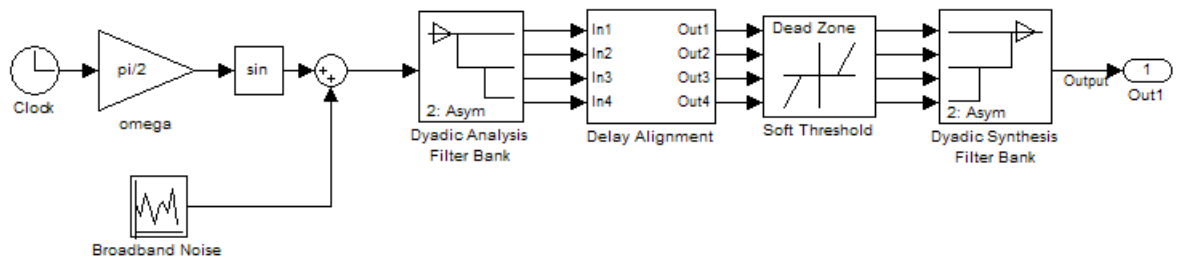 Clock
pi/2
omega
sin
Broadband Noise
2: Asym
Dyadic Analysis
Filter Bank
In1
In2
In3
In4
Out1
Out2
Out3
Out4
Delay Alignment
Dead Zone
Soft Threshold
2: Asym
Dyadic Synthesis
Filter Bank
Output
1
Out1